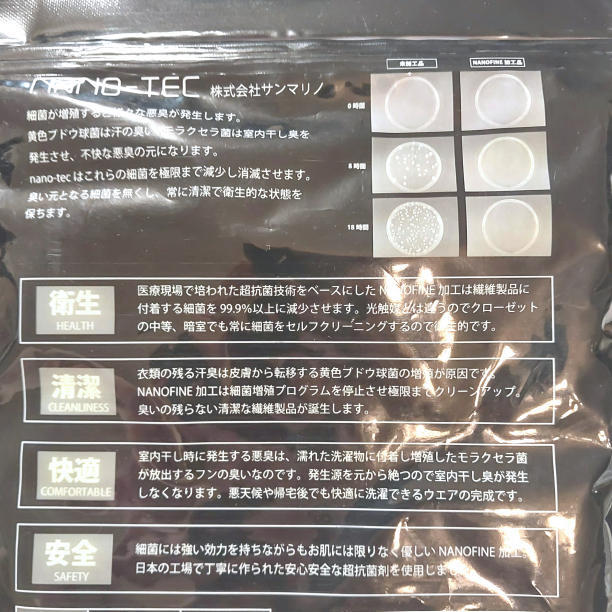 NANO-TEC 株式会社サンマリノ
細菌が増殖すると様々な悪臭が発生します。
黄色ブドウ球菌は汗の臭い、モラクセラ菌は室内干し臭を
発生させ、不快な悪臭の元になります。
nano-tecはこれらの細菌を極限まで減少し消滅させます。
臭い元となる細菌を無くし、常に清潔で衛生的な状態を
保ちます。
未加工品 NANOFINE 加工品
0 時間
8 時間
18 時間
衛生
HEALTH
医療現場で培われた超抗菌技術をベースにした NANOFINE 加工は繊維製品に
付着する細菌を 99.9%以上に減少させます。光触媒とは違うのでクローゼット
の中等、暗室でも常に細菌をセルフクリーニングするので衛生的です。
清潔
CLEANLINESS
衣類の残る汗臭は皮膚から転移する黄色ブドウ球菌の増殖が原因です。
NANOFINE 加工は細菌増殖プログラムを停止させ極限までクリーンアップ。
臭いの残らない清潔な繊維製品が誕生します。
快適
COMFORTABLE
室内干し時に発生する悪臭は、濡れた洗濯物に付着し増殖したモラクセラ菌
が放出するフンの臭いなのです。発生源を元から絶つので室内干し臭が発生
しなくなります。悪天候や帰宅後でも快適に洗濯できるウエアの完成です。
安全
SAFETY
細菌には強い効力を持ちながらもお肌には限りなく優しい NANOFINE 加工。
日本の工場で丁寧に作られた安心安全な超抗菌剤を使用しま